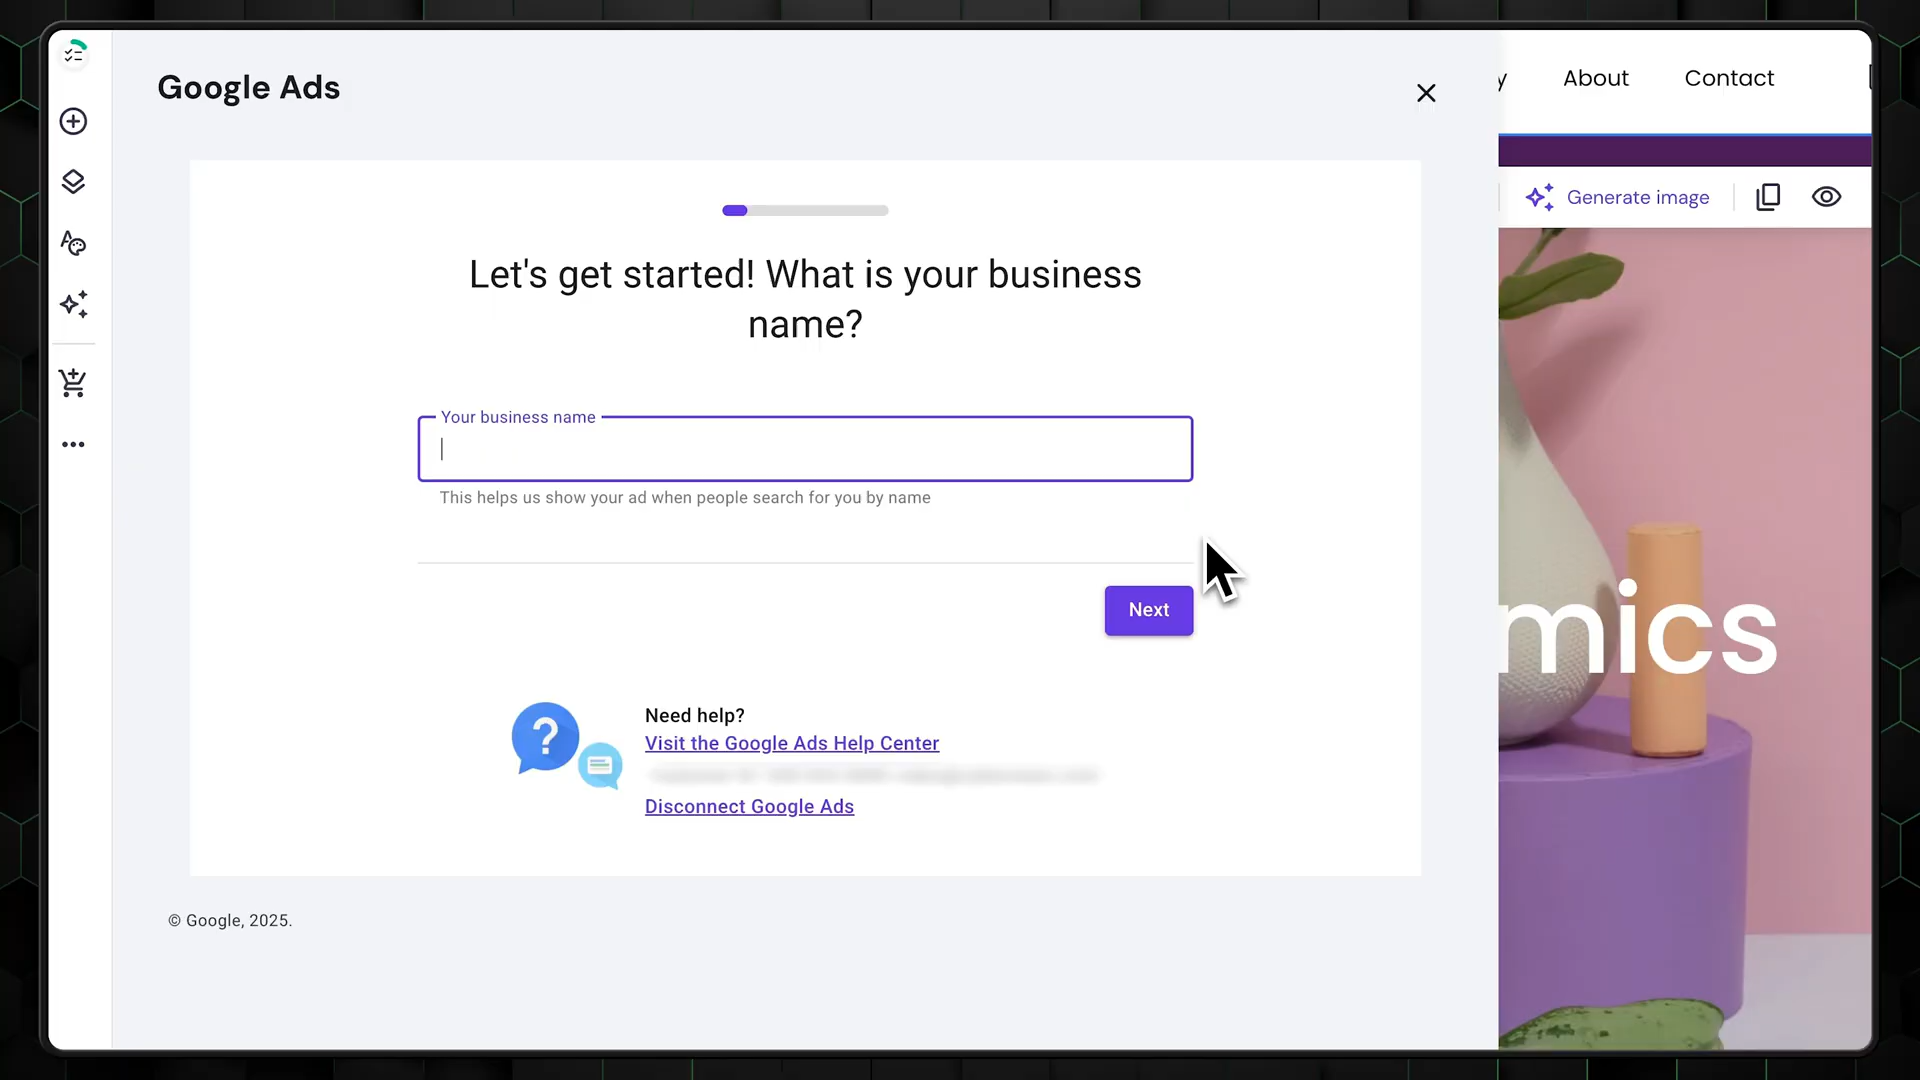 Google Ads
About
Contact
Generate image
Let's get started! What is your business
name?
Your business name
This helps us show your ad when people search for you by name
Next
mics
Need help?
Visit the Google Ads Help Center
Disconnect Google Ads
© Google, 2025.